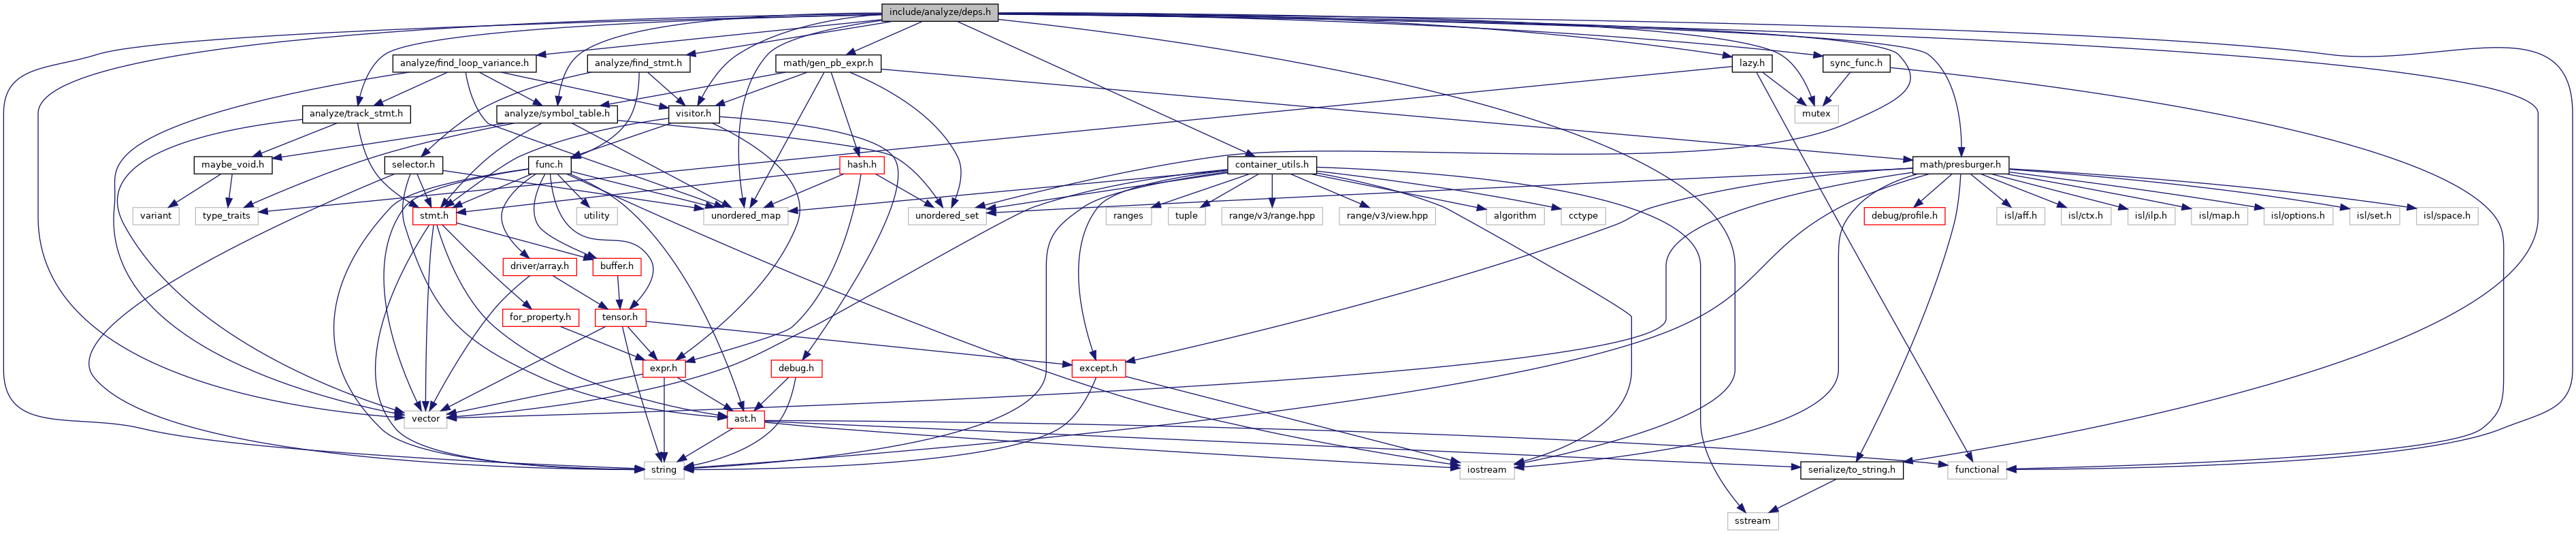 include/analyze/deps.h
analyze/find_loop_variance.h
analyze/find_stmt.h
math/gen_pb_expr.h
lazy.h
sync_func.h
analyze/track_stmt.h
analyze/symbol_table.h
visitor.h
mutex
maybe_void.h
selector.h
func.h
hash.h
container_utils.h
math/presburger.h
variant
type_traits
stmt.h
utility
unordered_map
unordered_set
ranges
tuple
range/v3/range.hpp
range/v3/view.hpp
algorithm
cctype
debug/profile.h
isl/aff.h
isl/ctx.h
isl/ilp.h
isl/map.h
isl/options.h
isl/set.h
isl/space.h
driver/array.h
buffer.h
for_property.h
tensor.h
expr.h
debug.h
except.h
vector
ast.h
string
iostream
serialize/to_string.h
functional
sstream